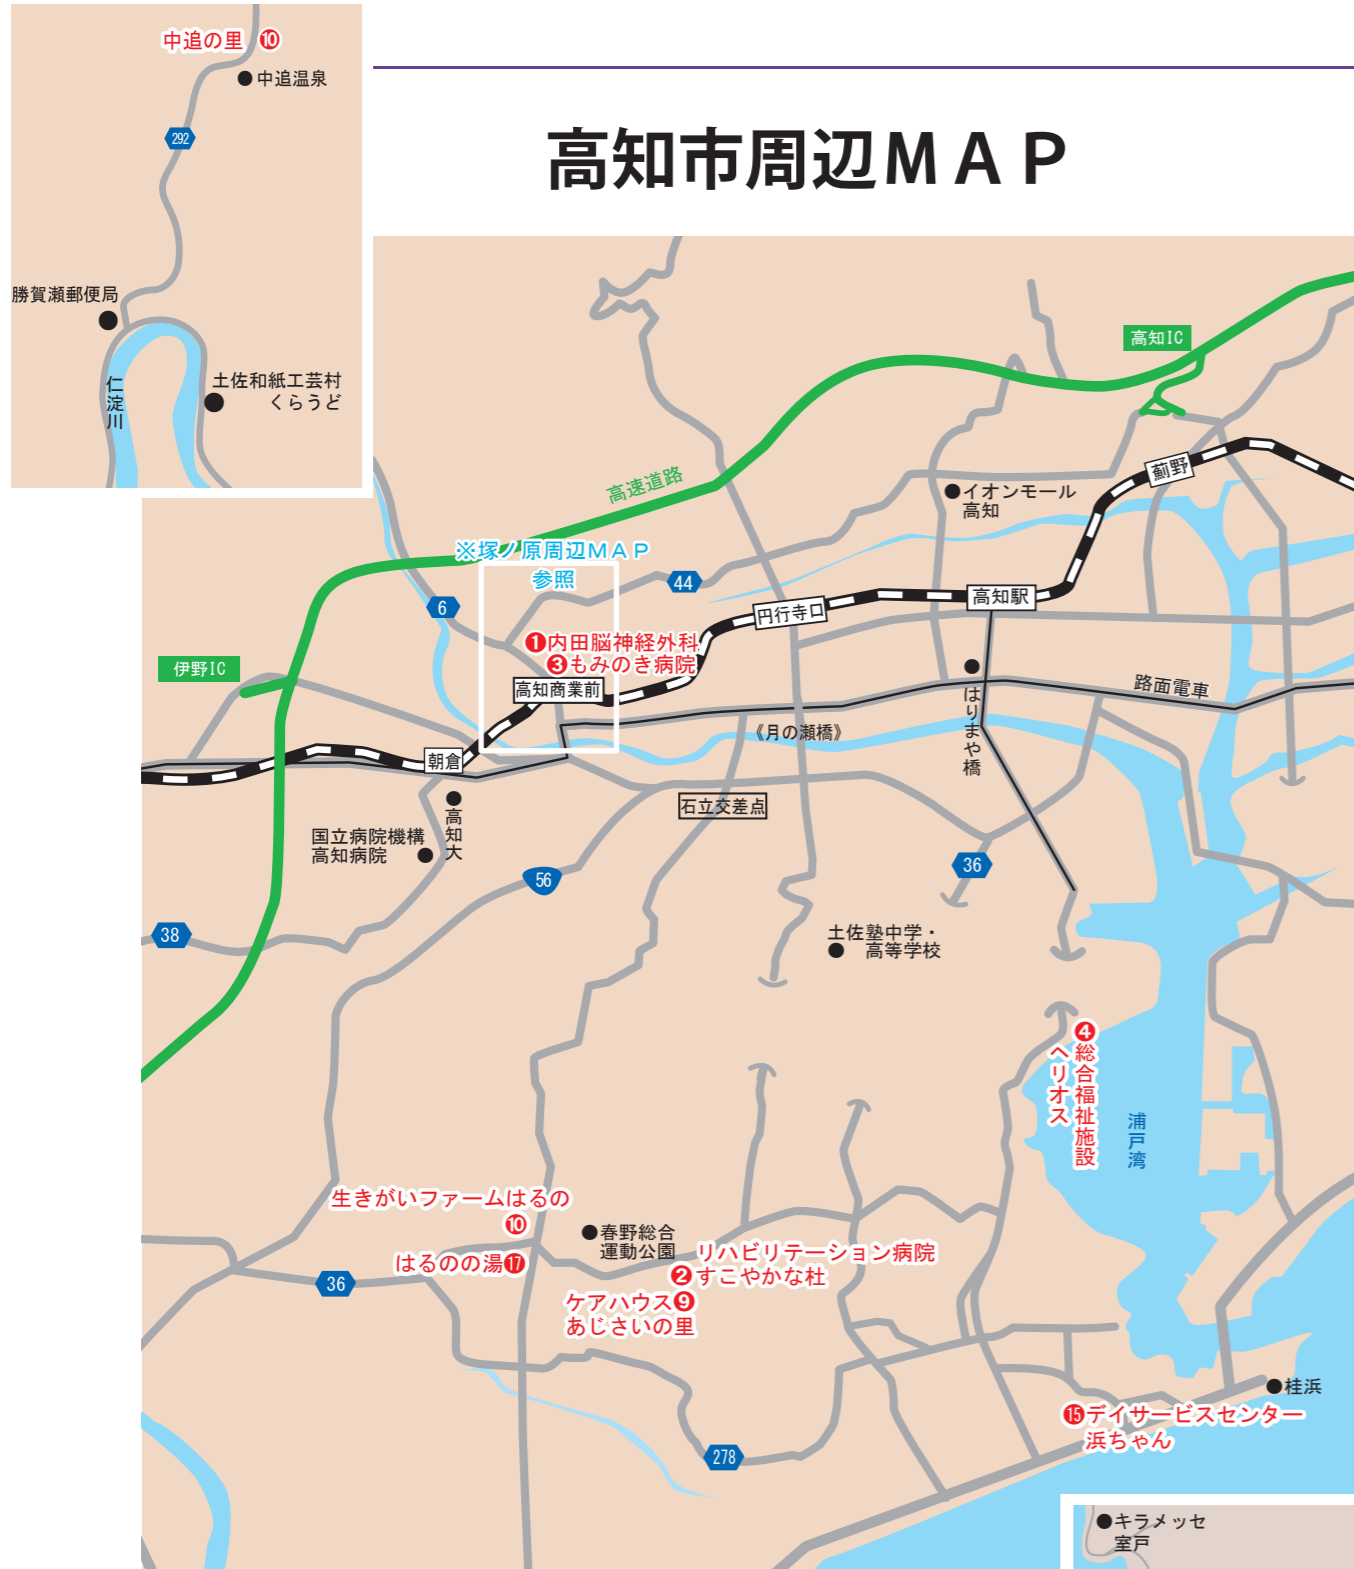 中追の里 ⑩
中追温泉
292
勝賀瀬郵便局
仁淀川
土佐和紙工芸村
くらうど
高知市周辺MAP
高知IC
薊野
イオンモール
高知
高速道路
※塚ノ原周辺MAP
参照
44
6
円行寺口
高知駅
❶内田脳神経外科
❸もみのき病院
高知商業前
伊野IC
路面電車
はりまや橋
《月の瀬橋》
朝倉
石立交差点
高知大
国立病院機構
高知病院
56
36
38
土佐塾中学・
高等学校
❹総合福祉施設
ヘリオス
浦戸湾
生きがいファームはるの
⑩
はるのの湯⑰
春野総合
運動公園
リハビリテーション病院
❷すこやかな杜
36
ケアハウス❾
あじさいの里
桂浜
⑮デイサービスセンター
浜ちゃん
278
キラメッセ
室戸